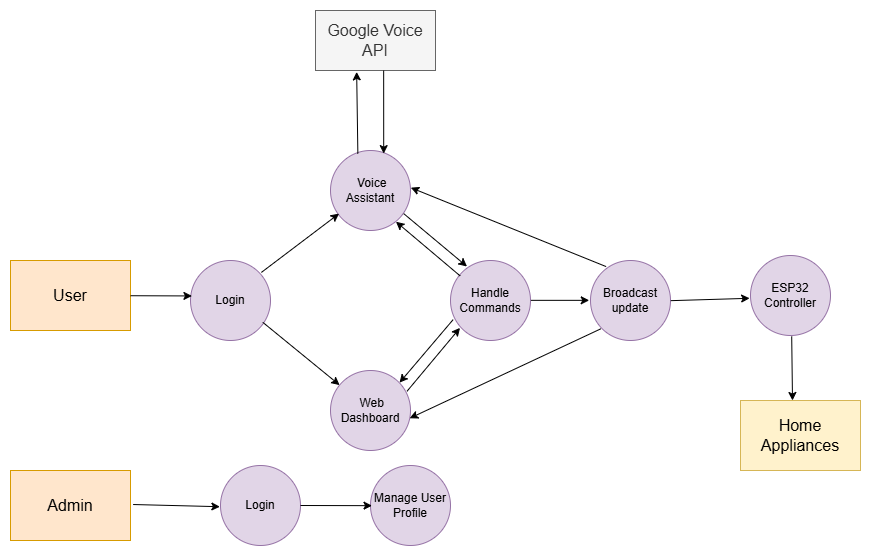 Google Voice
API
Voice
Assistant
User
Login
Handle
Commands
Broadcast
update
ESP32
Controller
Web
Dashboard
Home
Appliances
Admin
Login
Manage User
Profile